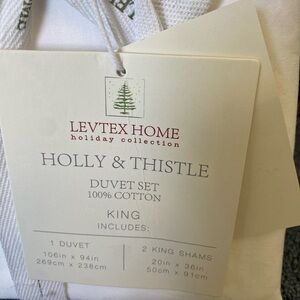 LEVTEX HOME
holiday collection
HOLLY & THISTLE
DUVET SET
100% COTTON
KING
INCLUDES:
1 DUVET
106in x 94in
269cm x 238cm
2 KING SHAMS
20in x 36in
50cm x 91cm